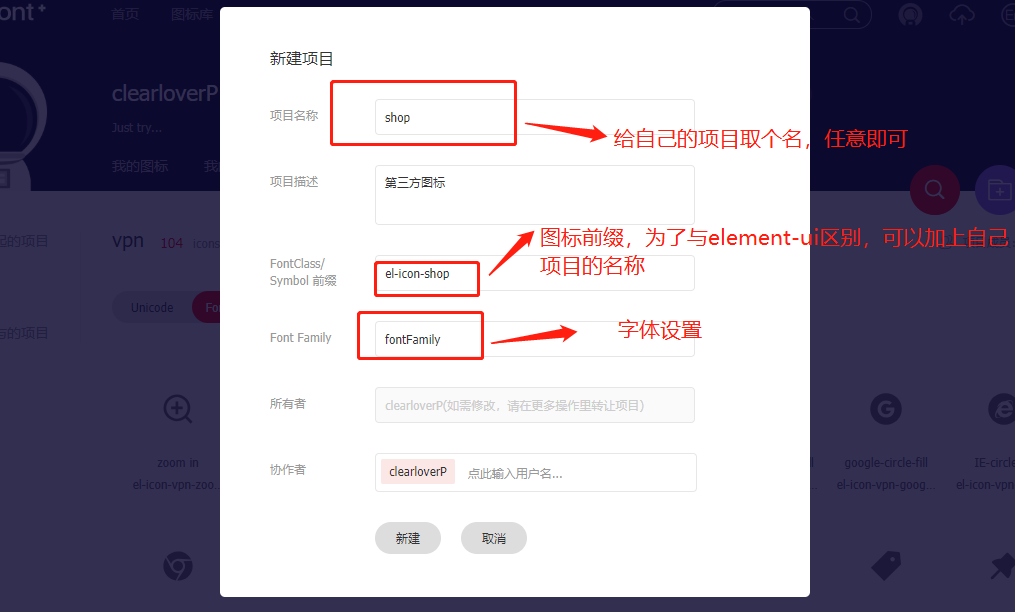 ont+
首页 图标库
clearloverP
Just try...
我的图标
起的项目
与的项目
vpn 104 icons
Unicode
zoom in
el-icon-vpn-zoo...
google-circle-fill
el-icon-vpn-goog...
IE-circle
el-icon-vpn
新建项目
项目名称
shop
给自己的项目取个名，任意即可
项目描述
第三方图标
图标前缀，为了与element-ui区别，可以加上自己
项目的名称
FontClass/
Symbol 前缀
el-icon-shop
Font Family
fontFamily
字体设置
所有者
clearloverP(如需修改，请在更多操作里转让项目)
协作者
clearloverP 点此输入用户名...
新建 取消